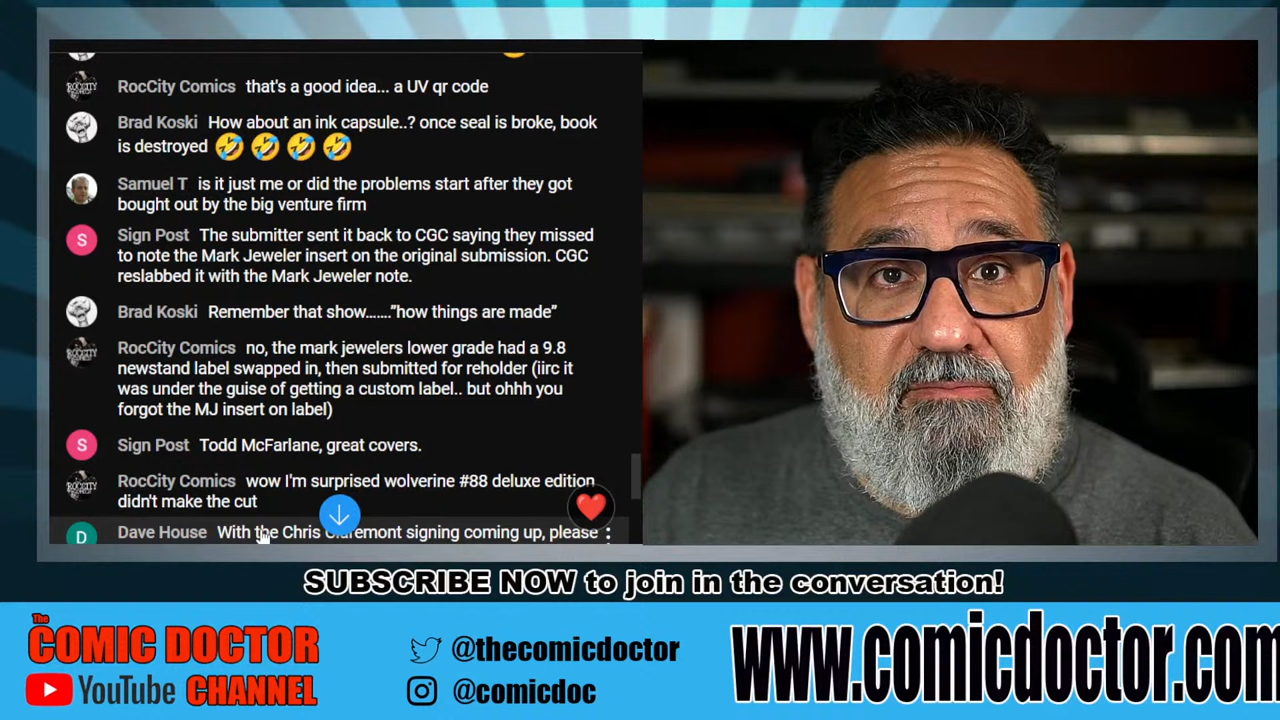 RocCity Comics that's a good idea... a UV qr code
Brad Koski How about an ink capsule..? once seal is broke, book
is destroyed 🤣 🤣 🤣 🤣
Samuel T is it just me or did the problems start after they got
bought out by the big venture firm
S Sign Post The submitter sent it back to CGC saying they missed
to note the Mark Jeweler insert on the original submission. CGC
reslabbed it with the Mark Jeweler note.
Brad Koski Remember that show.......”how things are made”
RocCity Comics no, the mark jewelers lower grade had a 9.8
newstand label swapped in, then submitted for reholder (iirc it
was under the guise of getting a custom label.. but ohhh you
forgot the MJ insert on label)
S Sign Post Todd McFarlane, great covers.
RocCity Comics wow I'm surprised wolverine #88 deluxe edition
didn't make the cut
D Dave House With the Chris Claremont signing coming up, please
SUBSCRIBE NOW to join in the conversation!
The
COMIC DOCTOR
YouTube CHANNEL
@thecomicdoctor
@comicdoc
www.comicdoctor.com